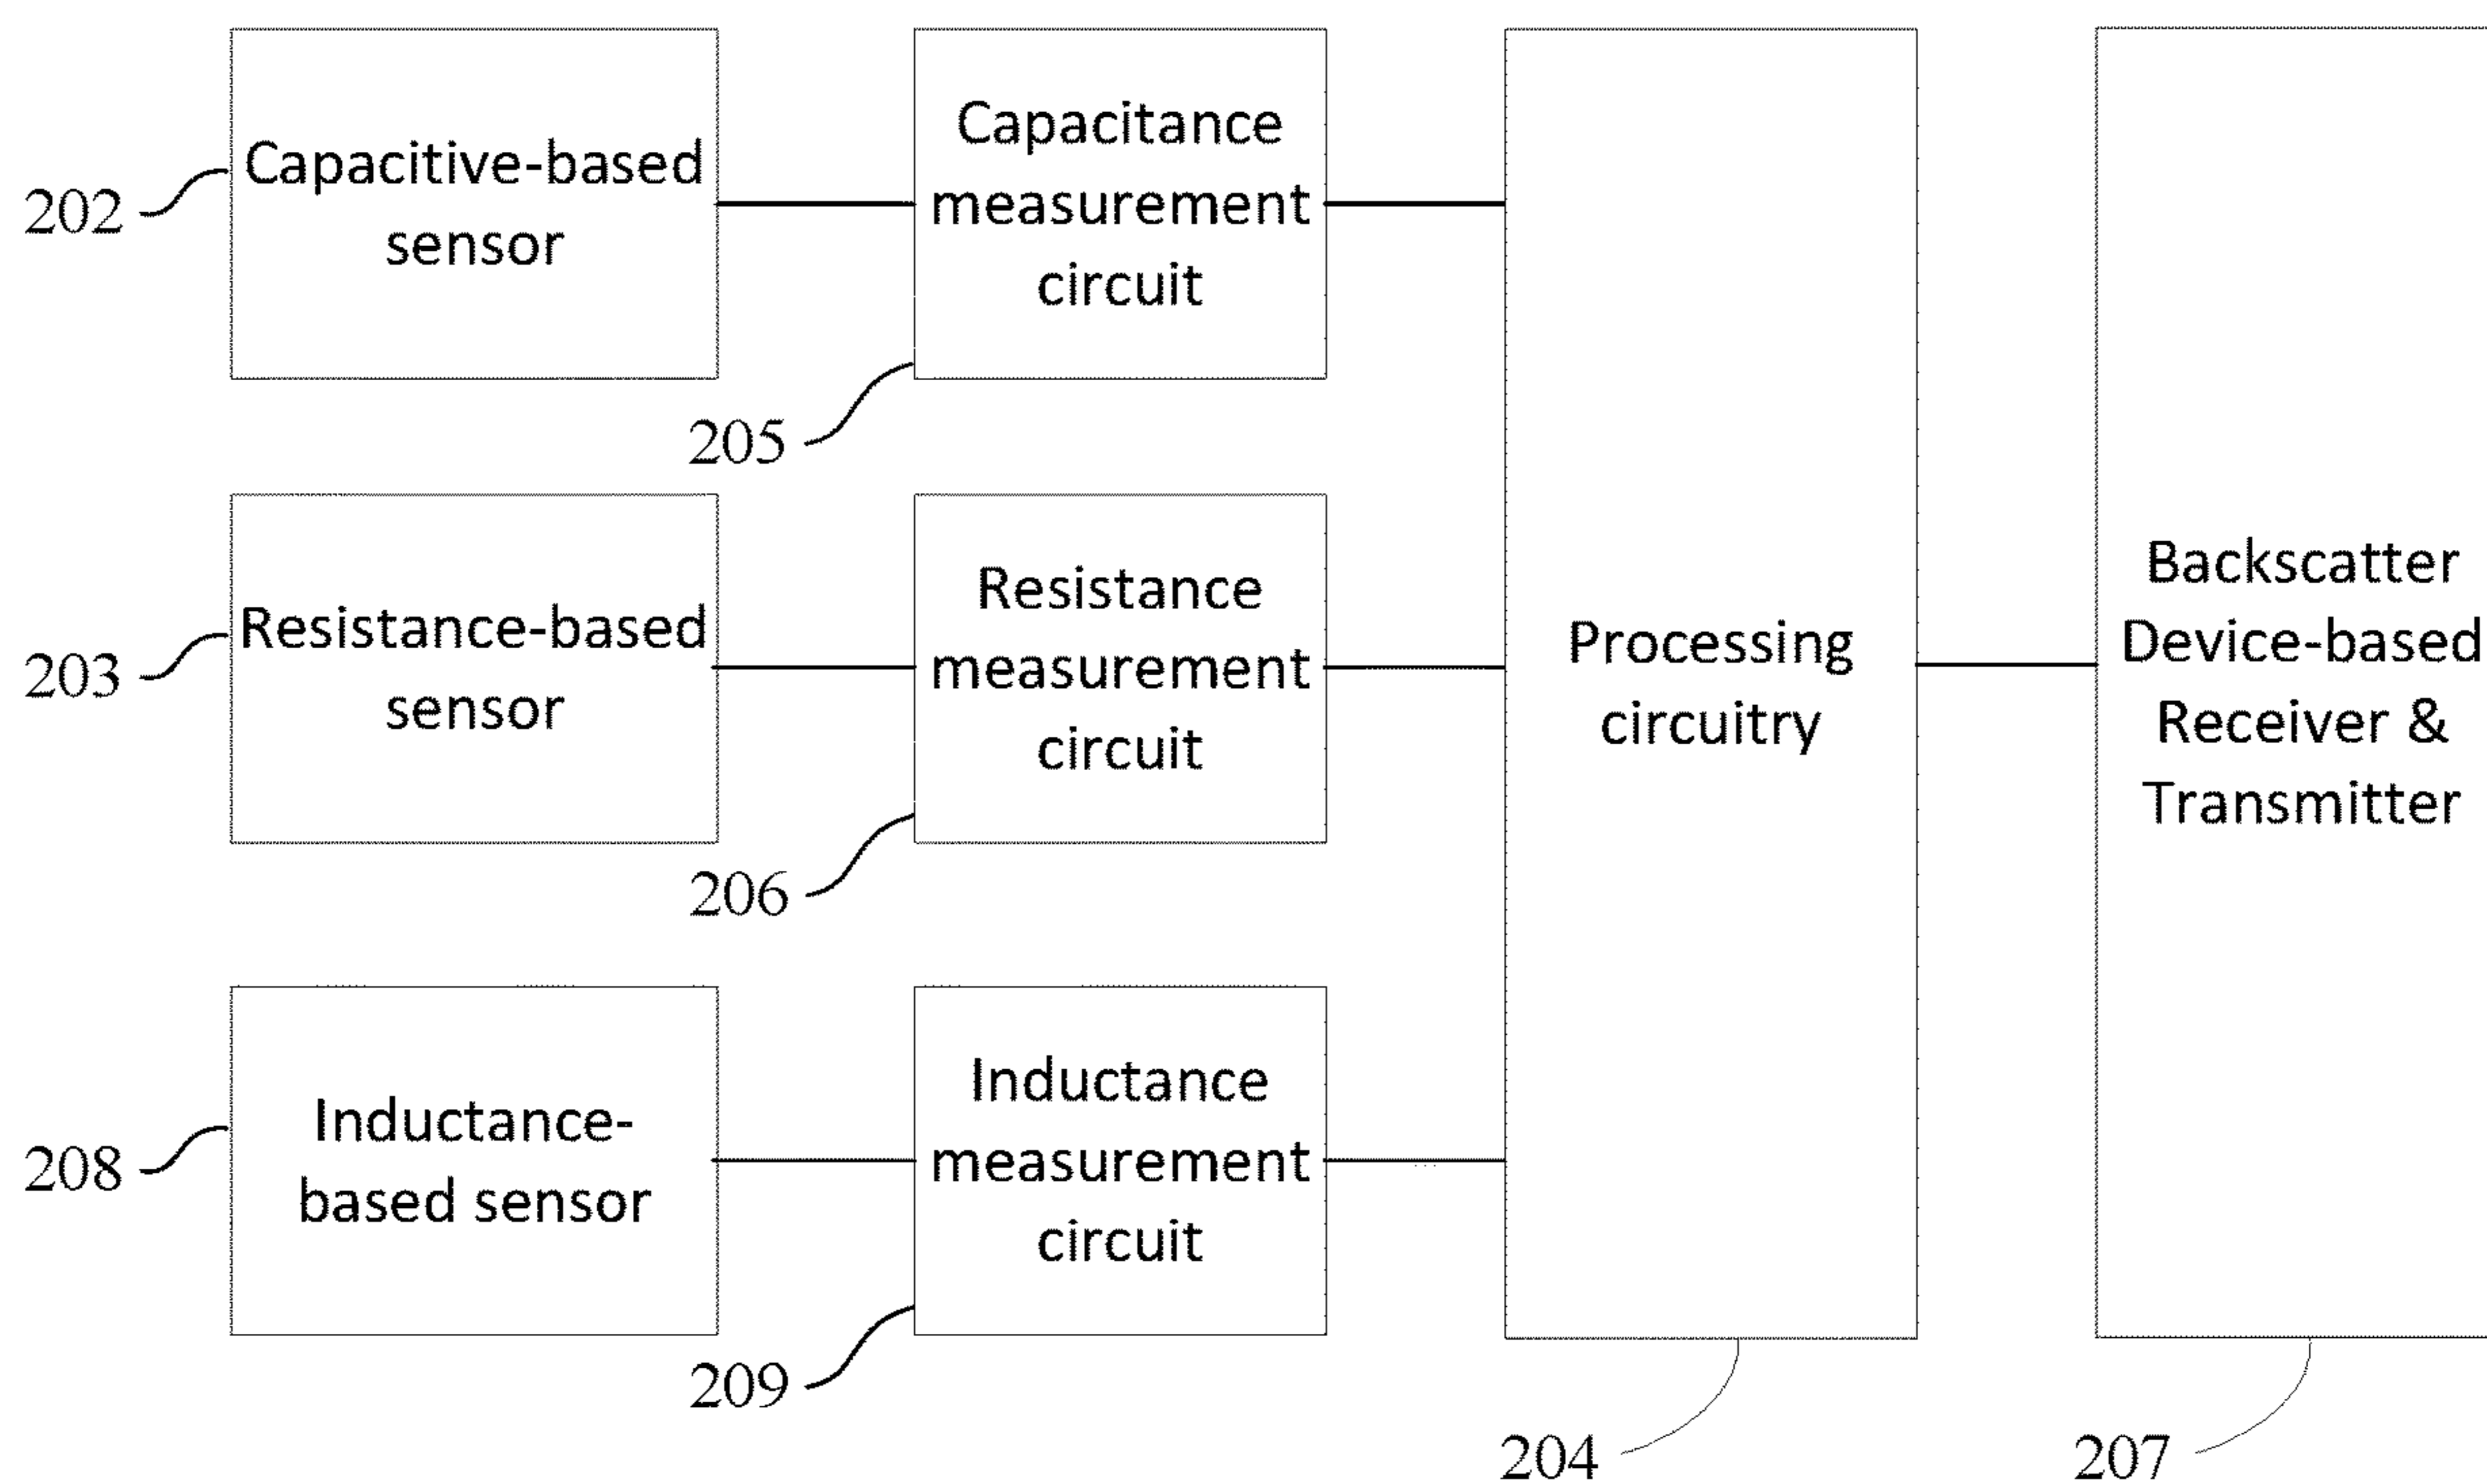 Capacitive-based
sensor
202
Capacitance
measurement
circuit
205
Resistance-based
sensor
203
Resistance
measurement
circuit
206
Inductance-
based sensor
208
Inductance
measurement
circuit
209
Processing
circuitry
204
Backscatter
Device-based
Receiver &
Transmitter
207